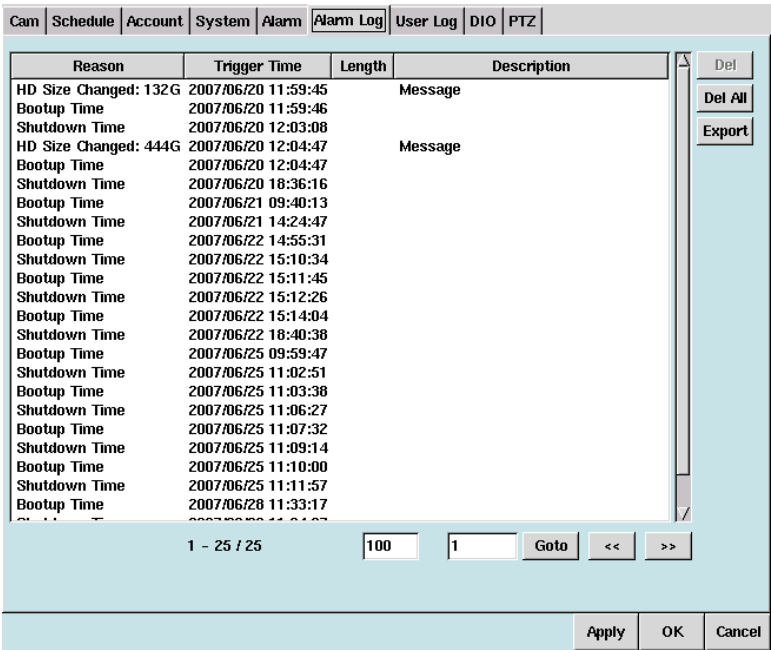 Cam Schedule Account System Alarm Alarm Log User Log DIO PTZ
Reason Trigger Time Length Description Del
HD Size Changed: 132G 2007/06/20 11:59:45 Message
Del All
Bootup Time 2007/06/20 11:59:46
Shutdown Time 2007/06/20 12:03:08
Export
HD Size Changed: 444G 2007/06/20 12:04:47 Message
Bootup Time 2007/06/20 12:04:47
Shutdown Time 2007/06/20 18:36:16
Bootup Time 2007/06/21 09:40:13
Shutdown Time 2007/06/21 14:24:47
Bootup Time 2007/06/22 14:55:31
Shutdown Time 2007/06/22 15:10:34
Bootup Time 2007/06/22 15:11:45
Shutdown Time 2007/06/22 15:12:26
Bootup Time 2007/06/22 15:14:04
Shutdown Time 2007/06/22 18:40:38
Bootup Time 2007/06/25 09:59:47
Shutdown Time 2007/06/25 11:02:51
Bootup Time 2007/06/25 11:03:38
Shutdown Time 2007/06/25 11:06:27
Bootup Time 2007/06/25 11:07:32
Shutdown Time 2007/06/25 11:09:14
Bootup Time 2007/06/25 11:10:00
Shutdown Time 2007/06/25 11:11:57
Bootup Time 2007/06/28 11:33:17
1 - 25 / 25 100 1 Goto << >>
Apply OK Cancel